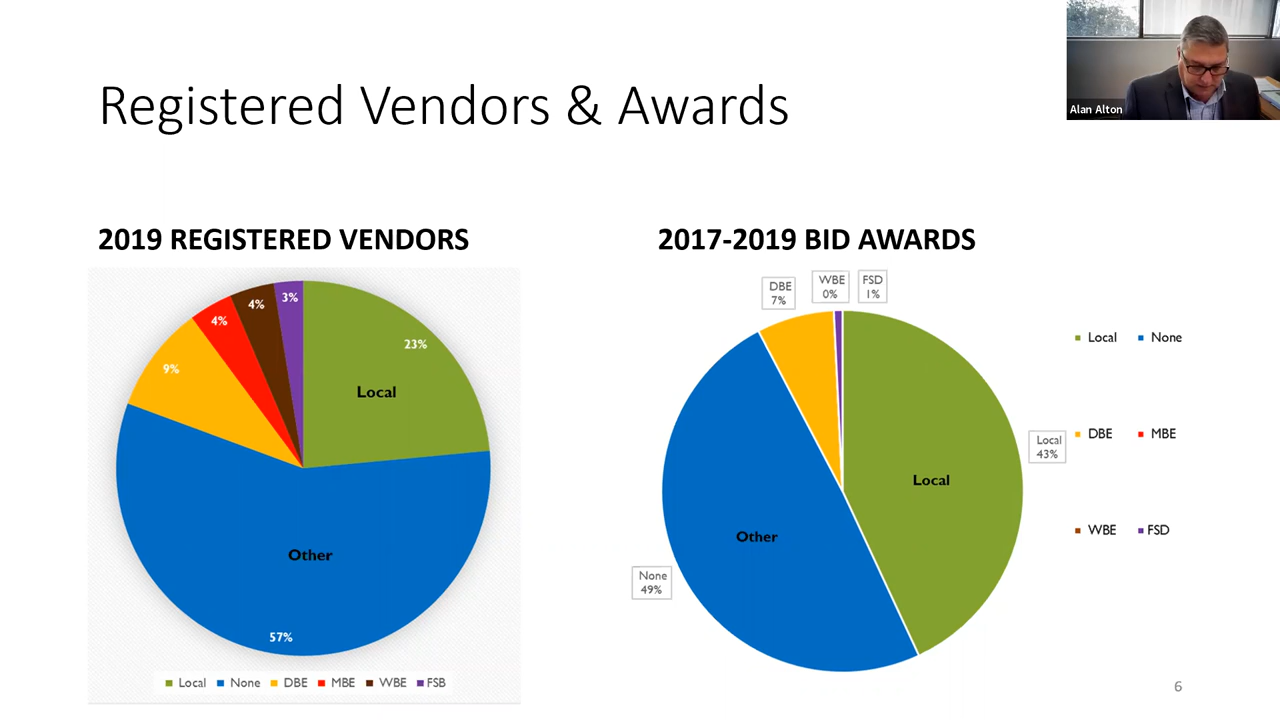 Alan Alton
Registered Vendors & Awards
2019 REGISTERED VENDORS
4%
4%
3%
23%
9%
Local
Other
57%
Local None DBE MBE WBE FSB
2017-2019 BID AWARDS
DBE
7%
WBE
0%
FSD
1%
Local
43%
Local
Other
None
49%
Local None
DBE MBE
WBE FSD
6